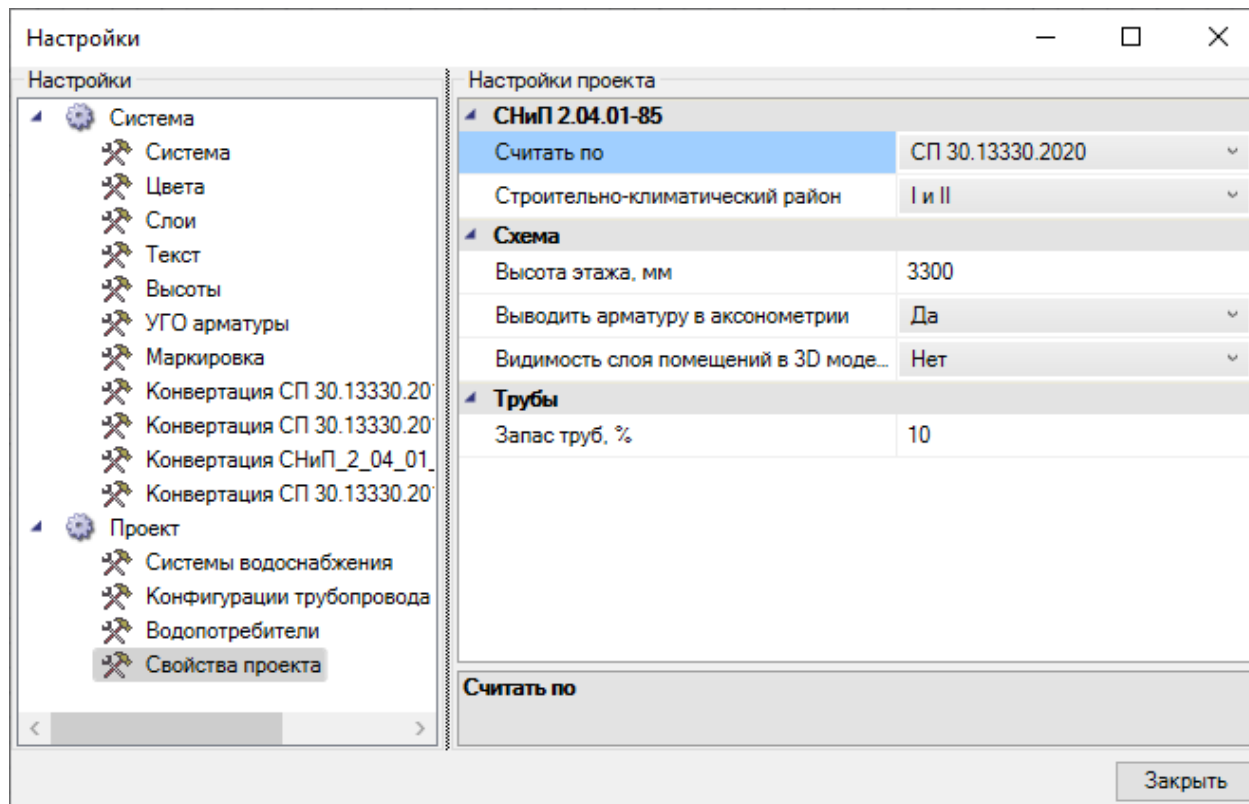 Настройки
Настройки
Система
Система
Цвета
Слои
Текст
Высоты
УГО арматуры
Маркировка
Конвертация СП 30.13330.20
Конвертация СП 30.13330.20
Конвертация СНиП_2_04_01_
Конвертация СП 30.13330.20
Проект
Системы водоснабжения
Конфигурации трубопровода
Водопотребители
Свойства проекта
Настройки проекта
СНиП 2.04.01-85
Считать по СП 30.13330.2020
Строительно-климатический район I и II
Схема
Высота этажа, мм 3300
Выводить арматуру в аксонометрии Да
Видимость слоя помещений в 3D моде... Нет
Трубы
Запас труб, % 10
Считать по
Закрыть